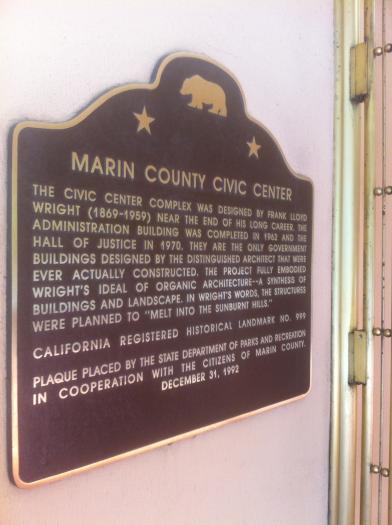 MARIN COUNTY CIVIC CENTER
THE CIVIC CENTER COMPLEX WAS DESIGNED BY FRANK LLOYD
WRIGHT (1869-1959) NEAR THE END OF HIS LONG CAREER. THE
ADMINISTRATION BUILDING WAS COMPLETED IN 1962 AND THE
HALL OF JUSTICE IN 1970. THEY ARE THE ONLY GOVERNMENT
BUILDINGS DESIGNED BY THE DISTINGUISHED ARCHITECT THAT WERE
EVER ACTUALLY CONSTRUCTED. THE PROJECT FULLY EMBODIED
WRIGHT'S IDEAL OF ORGANIC ARCHITECTURE--A SYNTHESIS OF
BUILDINGS AND LANDSCAPE. IN WRIGHT'S WORDS, THE STRUCTURES
WERE PLANNED TO "MELT INTO THE SUNBURNT HILLS."
CALIFORNIA REGISTERED HISTORICAL LANDMARK NO. 999
PLAQUE PLACED BY THE STATE DEPARTMENT OF PARKS AND RECREATION
IN COOPERATION WITH THE CITIZENS OF MARIN COUNTY.
DECEMBER 31, 1992